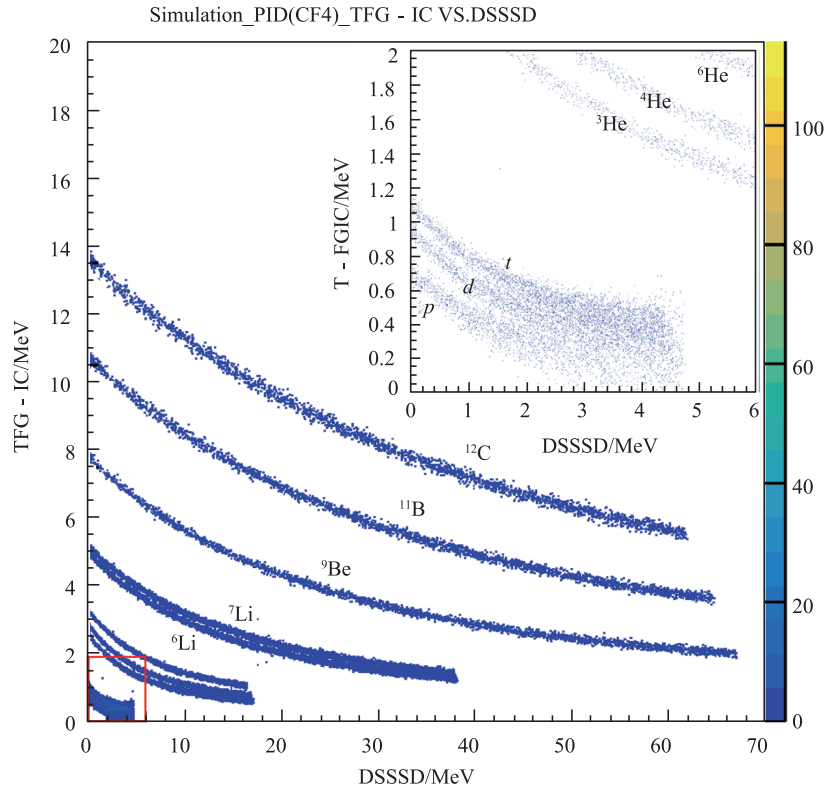 Simulation_PID(CF4)_TFG - IC VS.DSSSD
20
18
16
14
12
10
8
6
4
2
0
TFG - IC/MeV
0 10 20 30 40 50 60 70
DSSSD/MeV
¹²C
¹¹B
⁹Be
⁷Li
⁶Li
2
1.8
1.6
1.4
1.2
1
0.8
0.6
0.4
0.2
0
T - FGIC/MeV
0 1 2 3 4 5 6
DSSSD/MeV
⁶He
⁴He
³He
t
d
p
100
80
60
40
20
0